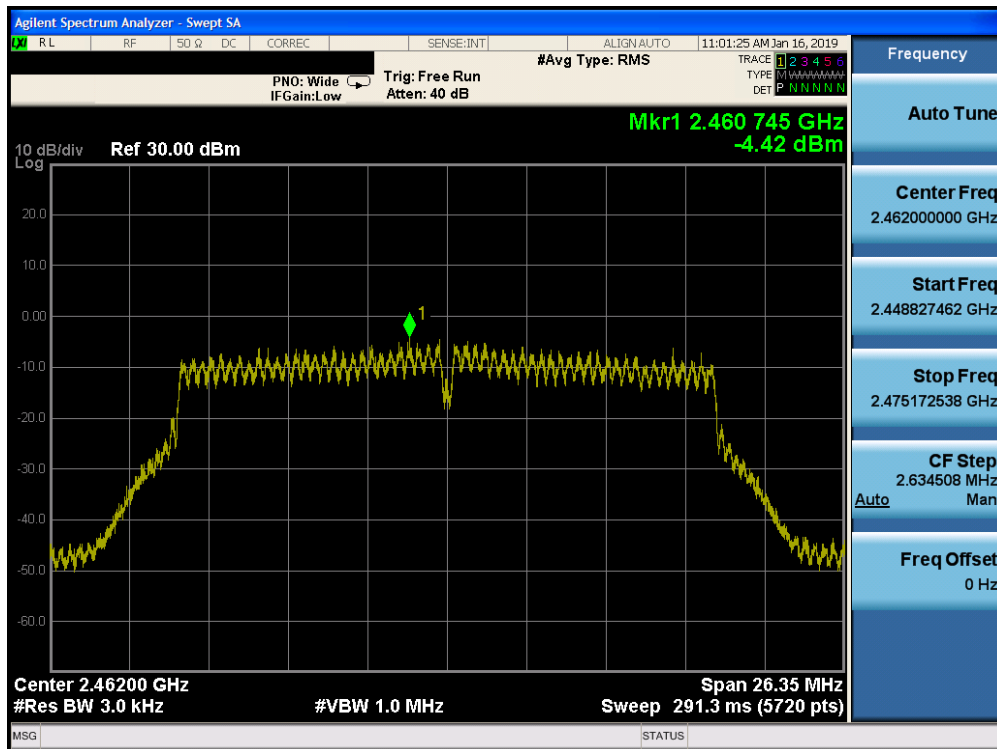 Agilent Spectrum Analyzer - Swept SA
LXI RL RF 50 Ω DC CORREC SENSE:INT ALIGN AUTO 11:01:25 AM Jan 16, 2019
Frequency
#Avg Type: RMS
TRACE 1 2 3 4 5 6
PNO: Wide
Trig: Free Run
TYPE M
IFGain:Low
Atten: 40 dB
DET P N N N N N
Auto Tune
Mkr1 2.460 745 GHz
-4.42 dBm
10 dB/div
Ref 30.00 dBm
Log
Center Freq
2.462000000 GHz
20.0
10.0
Start Freq
2.448827462 GHz
0.00
1
-10.0
Stop Freq
2.475172538 GHz
-20.0
-30.0
CF Step
2.634508 MHz
Auto Man
-40.0
-50.0
Freq Offset
0 Hz
-60.0
Center 2.46200 GHz
Span 26.35 MHz
#Res BW 3.0 kHz
#VBW 1.0 MHz
Sweep 291.3 ms (5720 pts)
MSG
STATUS